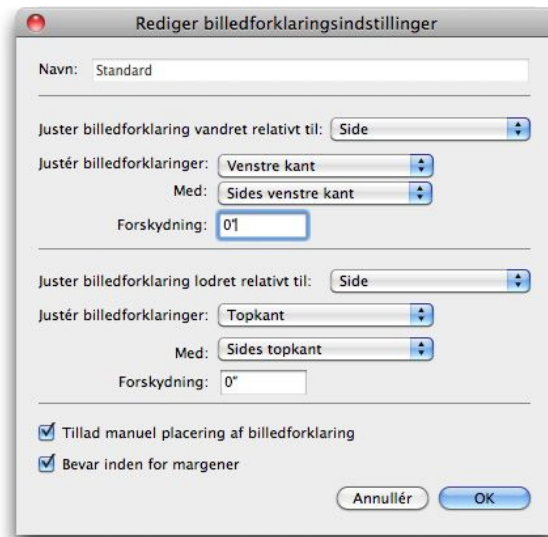 Rediger billedforklaringsindstillinger
Navn: Standard
Juster billedforklaring vandret relativt til: Side
Justér billedforklaringer: Venstre kant
Med: Sides venstre kant
Forskydning: 0"
Juster billedforklaring lodret relativt til: Side
Justér billedforklaringer: Topkant
Med: Sides topkant
Forskydning: 0"
Tillad manuel placering af billedforklaring
Bevar inden for margener
Annullér OK